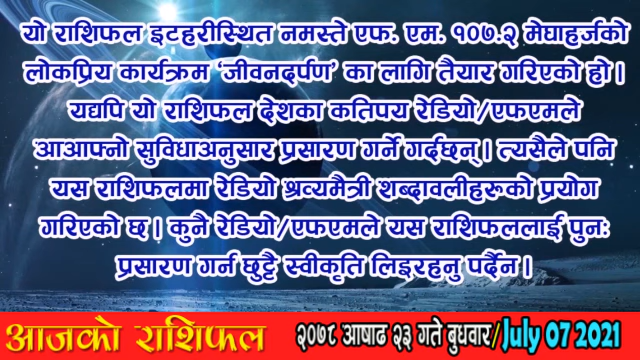 यो राशिफल इटहरीस्थित नमस्ते एफ. एम. १०७.२ मेघाहर्जको
लोकप्रिय कार्यक्रम ‘जीवनदर्पण’ का लागि तैयार गरिएको हो।
यद्यपि यो राशिफल देशका कतिपय रेडियो/एफएमले
आआफ्नो सुविधाअनुसार प्रसारण गर्ने गर्दछन्। त्यसैले पनि
यस राशिफलमा रेडियो श्रव्यमैत्री शब्दावलीहरूको प्रयोग
गरिएको छ। कुनै रेडियो/एफएमले यस राशिफललाई पुनः
प्रसारण गर्न छुट्टै स्वीकृति लिइरहनु पर्दैन।
आजको राशिफल २०७८ आषाढ २३ गते बुधवार/July 07 2021